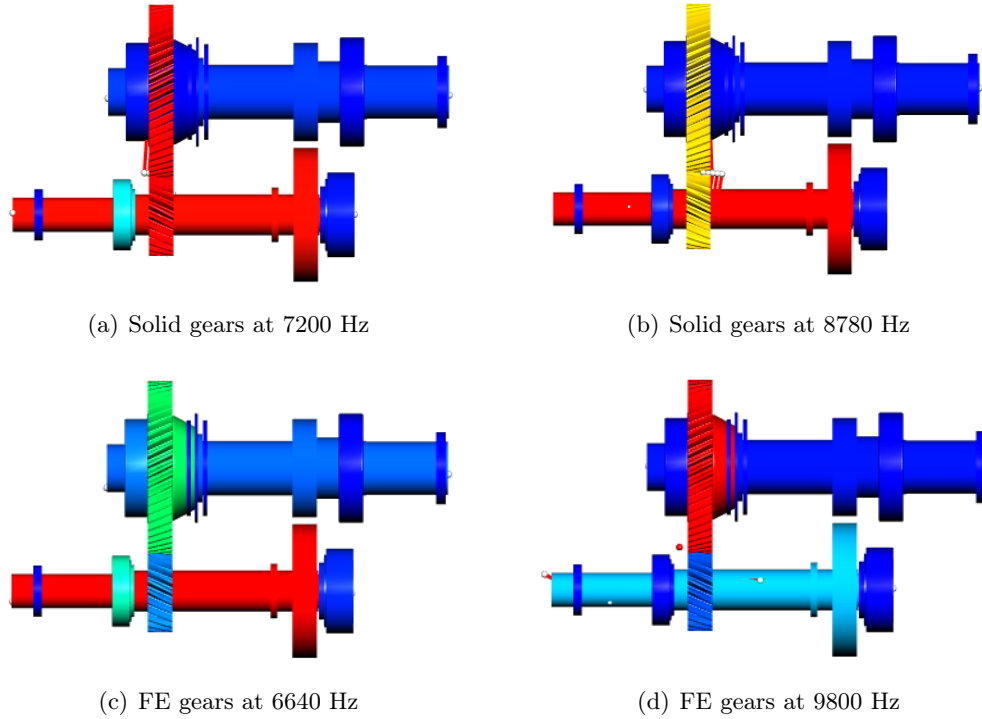 (a) Solid gears at 7200 Hz
(b) Solid gears at 8780 Hz
(c) FE gears at 6640 Hz
(d) FE gears at 9800 Hz